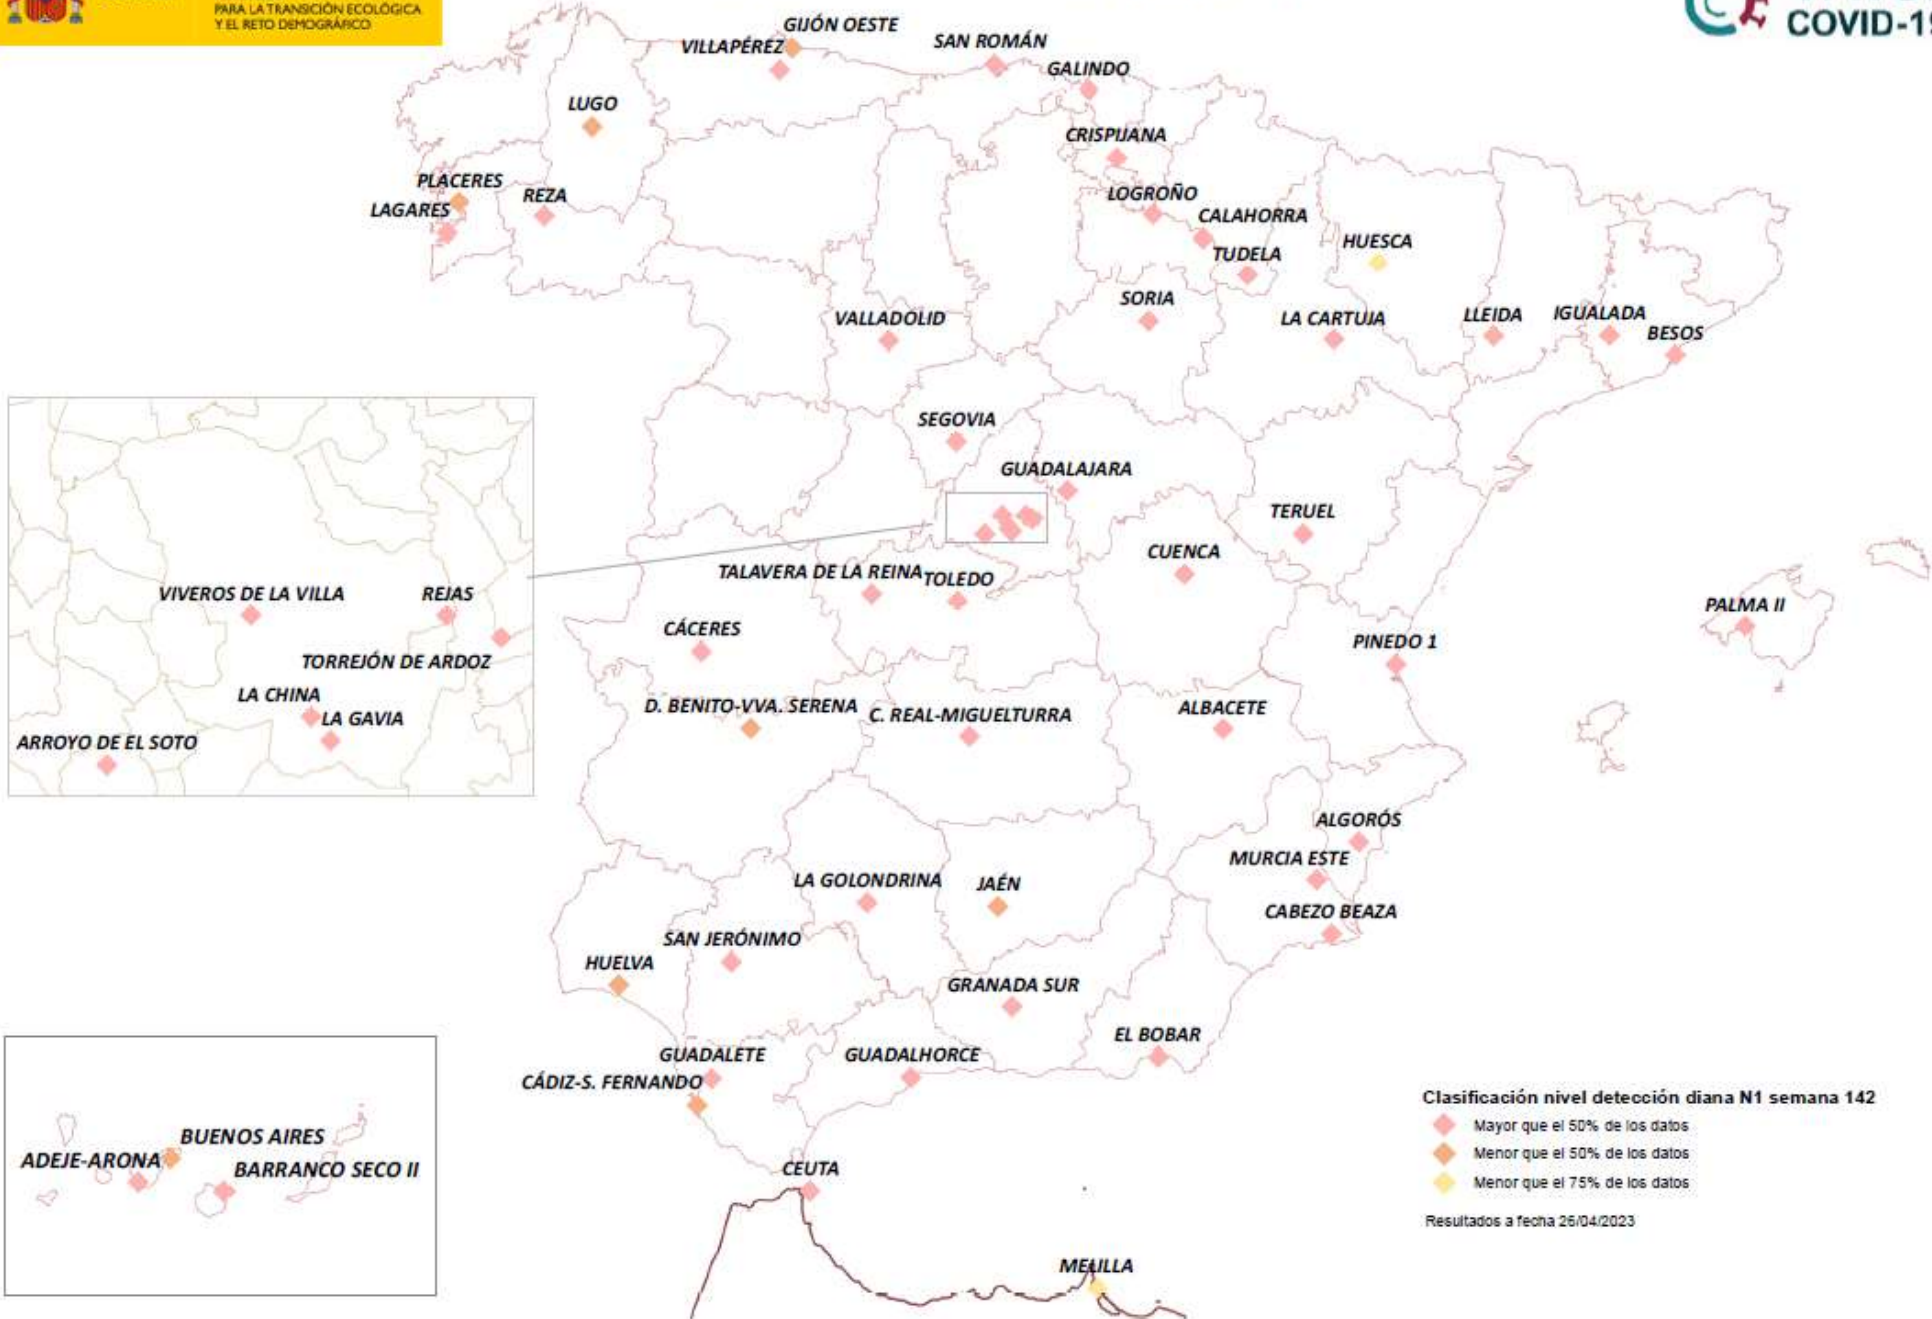 PARA LA TRANSICIÓN ECOLÓGICA
Y EL RETO DEMOGRÁFICO
COVID-19
GIJÓN OESTE
VILLAPÉREZ
SAN ROMÁN
GALINDO
LUGO
CRISPIJANA
PLACERES
REZA
LAGARES
LOGROÑO
CALAHORRA
TUDELA
HUESCA
SORIA
VALLADOLID
LA CARTUJA
LLEIDA
IGUALADA
BESOS
SEGOVIA
GUADALAJARA
TERUEL
CUENCA
TALAVERA DE LA REINA
TOLEDO
VIVEROS DE LA VILLA
REJAS
TORREJÓN DE ARDOZ
LA CHINA
LA GAVIA
ARROYO DE EL SOTO
CÁCERES
PALMA II
PINEDO 1
D. BENITO-VVA. SERENA
C. REAL-MIGUELTURRA
ALBACETE
ALGORÓS
MURCIA ESTE
CABEZO BEAZA
LA GOLONDRINA
JAÉN
SAN JERÓNIMO
HUELVA
GRANADA SUR
EL BOBAR
GUADALETE
GUADALHORCE
CÁDIZ-S. FERNANDO
BUENOS AIRES
ADEJE-ARONA
BARRANCO SECO II
CEUTA
MELILLA
Clasificación nivel detección diana N1 semana 142
Mayor que el 50% de los datos
Menor que el 50% de los datos
Menor que el 75% de los datos
Resultados a fecha 26/04/2023